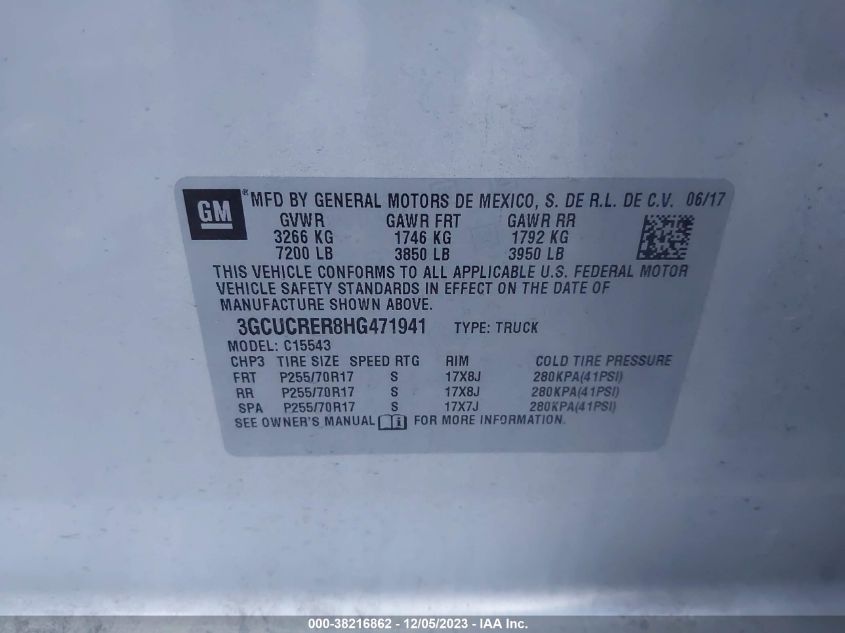 GM® MFD BY GENERAL MOTORS DE MEXICO, S. DE R.L. DE C.V. 06/17
GVWR GAWR FRT GAWR RR
3266 KG 1746 KG 1792 KG
7200 LB 3850 LB 3950 LB
THIS VEHICLE CONFORMS TO ALL APPLICABLE U.S. FEDERAL MOTOR
VEHICLE SAFETY STANDARDS IN EFFECT ON THE DATE OF
MANUFACTURE SHOWN ABOVE.
3GCUCRER8HG471941 TYPE: TRUCK
MODEL: C15543
CHP3 TIRE SIZE SPEED RTG RIM COLD TIRE PRESSURE
FRT P255/70R17 S 17X8J 280KPA(41PSI)
RR P255/70R17 S 17X8J 280KPA(41PSI)
SPA P255/70R17 S 17X7J 280KPA(41PSI)
SEE OWNER'S MANUAL i FOR MORE INFORMATION.
000-38216862 - 12/05/2023 - IAA Inc.